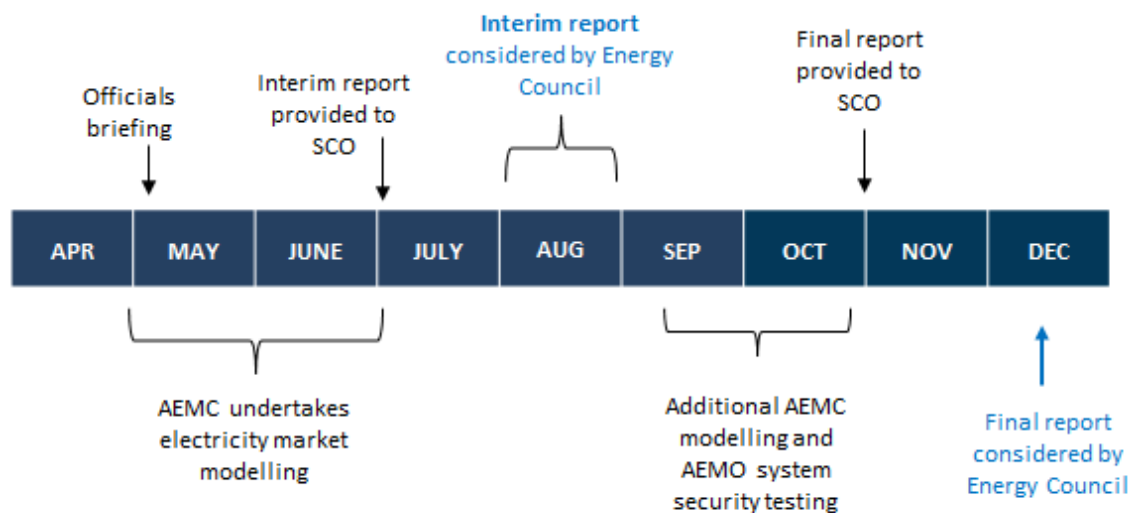 Officials
briefing
Interim report
provided to
SCO
Interim report
considered by Energy
Council
Final report
provided to
SCO
APR MAY JUNE JULY AUG SEP OCT NOV DEC
AEMC undertakes
electricity market
modelling
Additional AEMC
modelling and
AEMO system
security testing
Final report
considered by
Energy Council